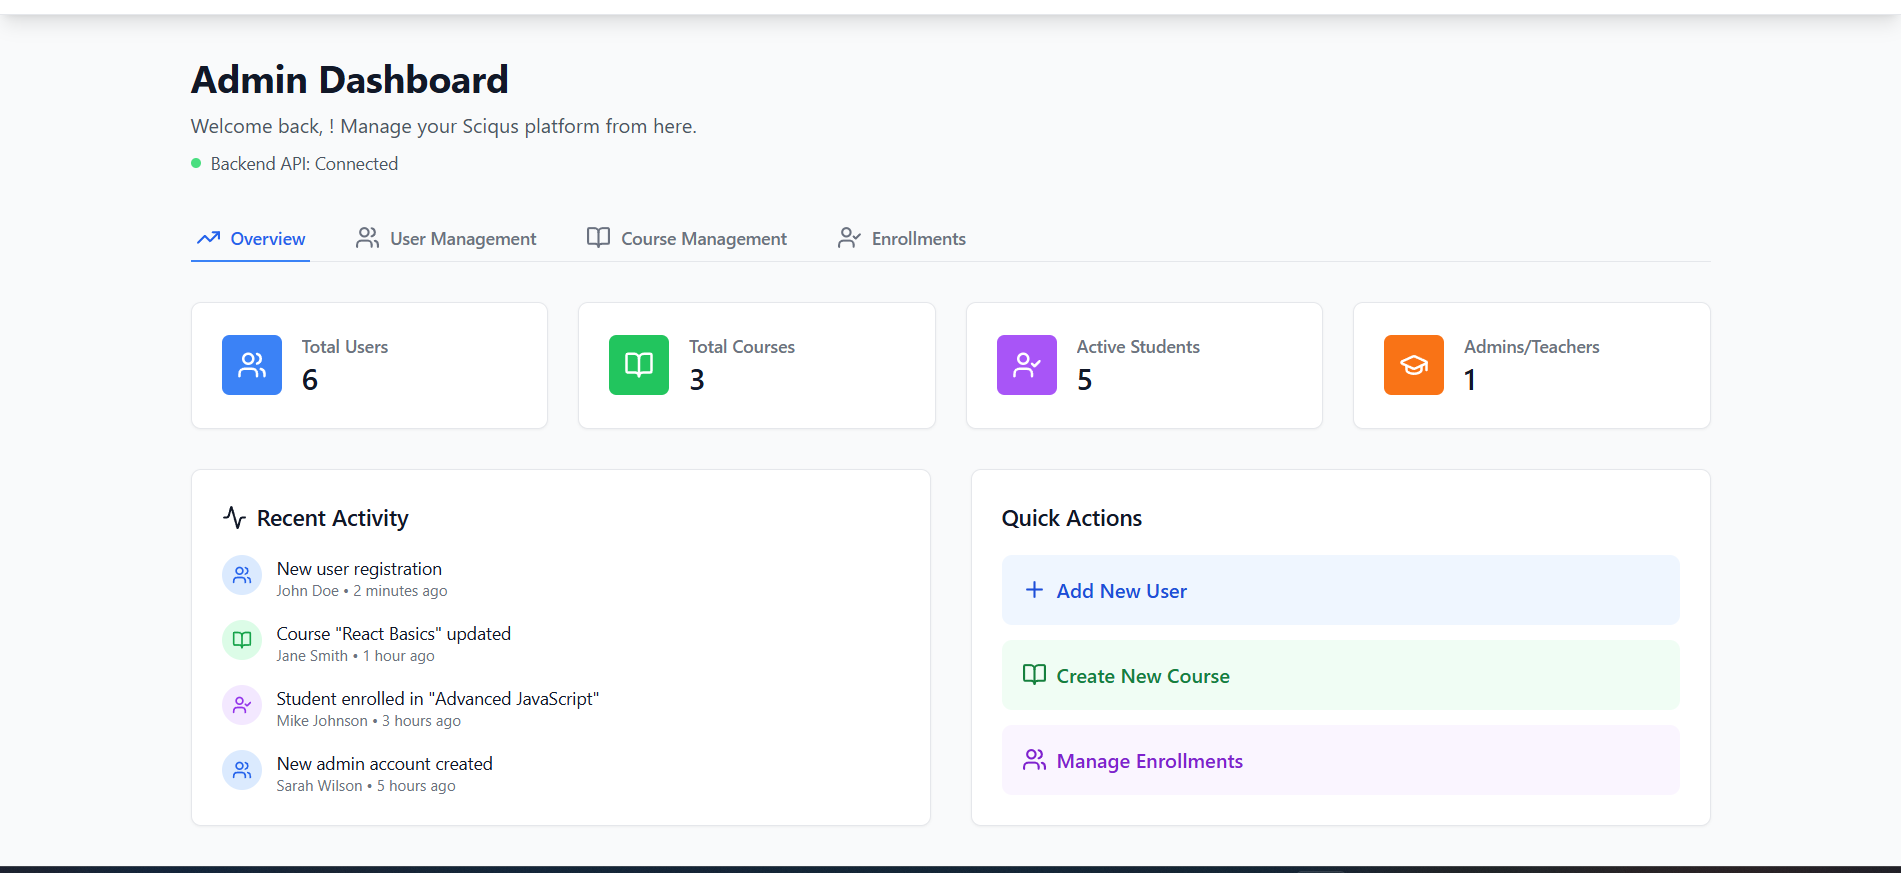 Admin Dashboard
Welcome back, ! Manage your Sciqus platform from here.
Backend API: Connected
Overview
User Management
Course Management
Enrollments
Total Users
6
Total Courses
3
Active Students
5
Admins/Teachers
1
Recent Activity
New user registration
John Doe • 2 minutes ago
Course "React Basics" updated
Jane Smith • 1 hour ago
Student enrolled in "Advanced JavaScript"
Mike Johnson • 3 hours ago
New admin account created
Sarah Wilson • 5 hours ago
Quick Actions
Add New User
Create New Course
Manage Enrollments